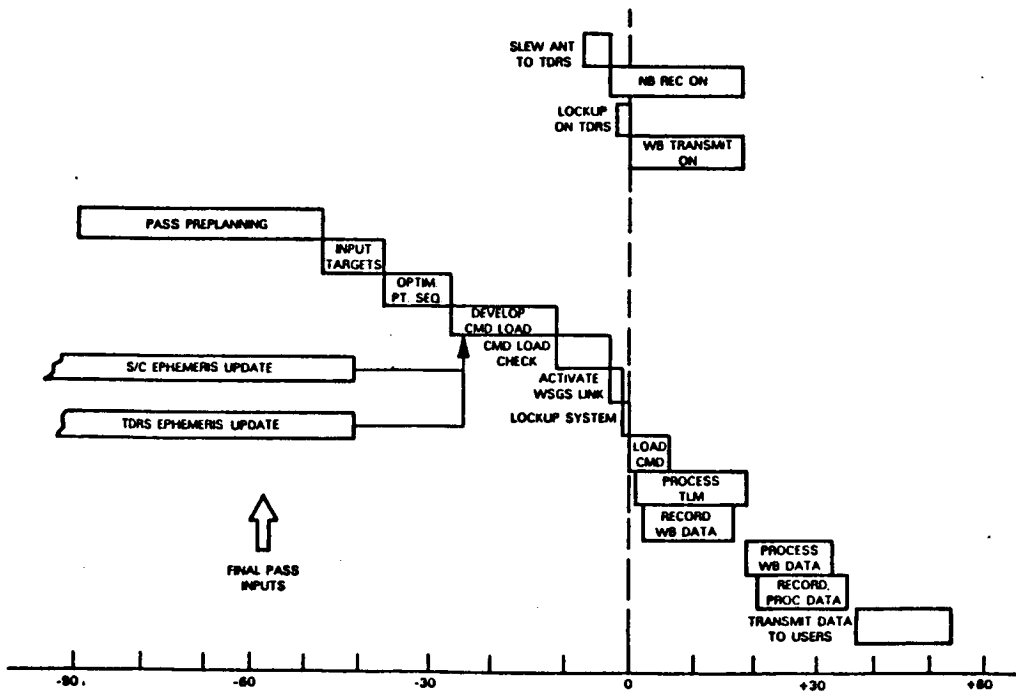 SLEW ANT
TO TDRS
NB REC ON
LOCKUP
ON TDRS
WB TRANSMIT
ON
PASS PREPLANNING
INPUT
TARGETS
OPTIM.
PT. SEQ
DEVELOP
CMD LOAD
CMD LOAD
CHECK
S/C EPHEMERIS UPDATE
ACTIVATE
WSGS LINK
TDRS EPHEMERIS UPDATE
LOCKUP SYSTEM
LOAD
CMD
PROCESS
TLM
RECORD
WB DATA
FINAL PASS
INPUTS
PROCESS
WB DATA
RECORD
PROC DATA
TRANSMIT DATA
TO USERS
-60 -30 0 +30